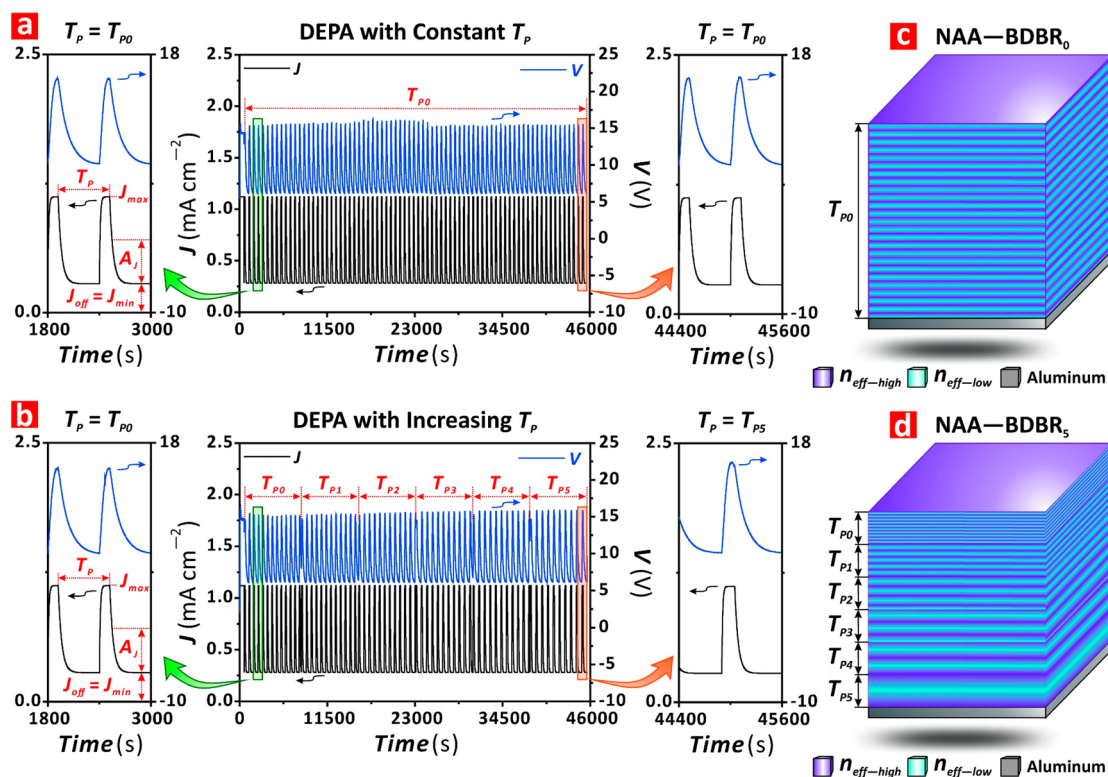 a
T_P = T_P0
2.5
18
T_P
J_max
A_J
J_off = J_min
0.0
-10
1800
3000
Time (s)
DEPA with Constant T_P
J
V
T_P0
2.5
2.0
1.5
1.0
0.5
0.0
J (mA cm−2)
25
20
15
10
5
0
-5
-10
V (V)
0
11500
23000
34500
46000
Time (s)
T_P = T_P0
2.5
18
0.0
-10
44400
45600
Time (s)
c
NAA—BDBR0
T_P0
n_eff—high
n_eff—low
Aluminum
b
T_P = T_P0
2.5
18
T_P
J_max
A_J
J_off = J_min
0.0
-10
1800
3000
Time (s)
DEPA with Increasing T_P
J
V
T_P0
T_P1
T_P2
T_P3
T_P4
T_P5
2.5
2.0
1.5
1.0
0.5
0.0
J (mA cm−2)
25
20
15
10
5
0
-5
-10
V (V)
0
11500
23000
34500
46000
Time (s)
T_P = T_P5
2.5
18
0.0
-10
44400
45600
Time (s)
d
NAA—BDBR5
T_P0
T_P1
T_P2
T_P3
T_P4
T_P5
n_eff—high
n_eff—low
Aluminum